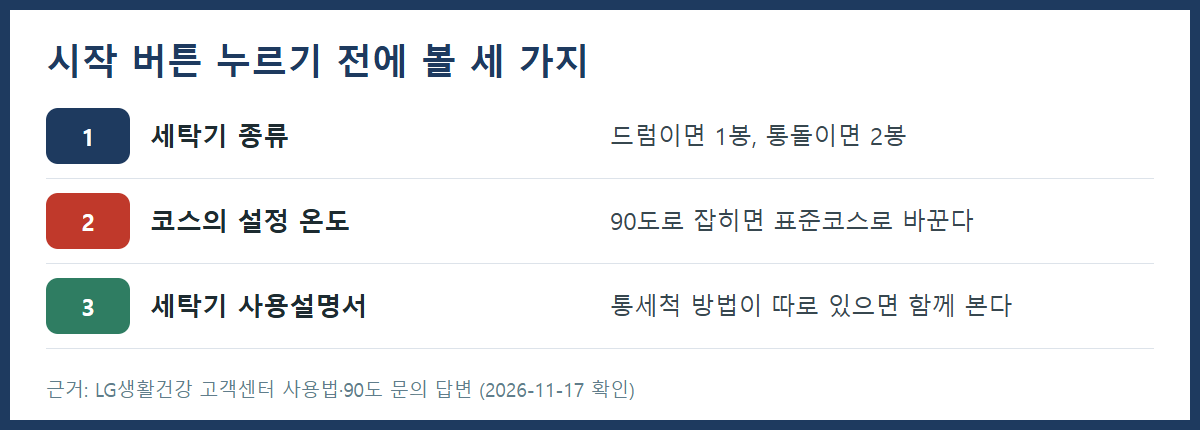 시작 버튼 누르기 전에 볼 세 가지
1 세탁기 종류 드럼이면 1봉, 통돌이면 2봉
2 코스의 설정 온도 90도로 잡히면 표준코스로 바꾼다
3 세탁기 사용설명서 통세척 방법이 따로 있으면 함께 본다
근거: LG생활건강 고객센터 사용법·90도 문의 답변 (2026-11-17 확인)